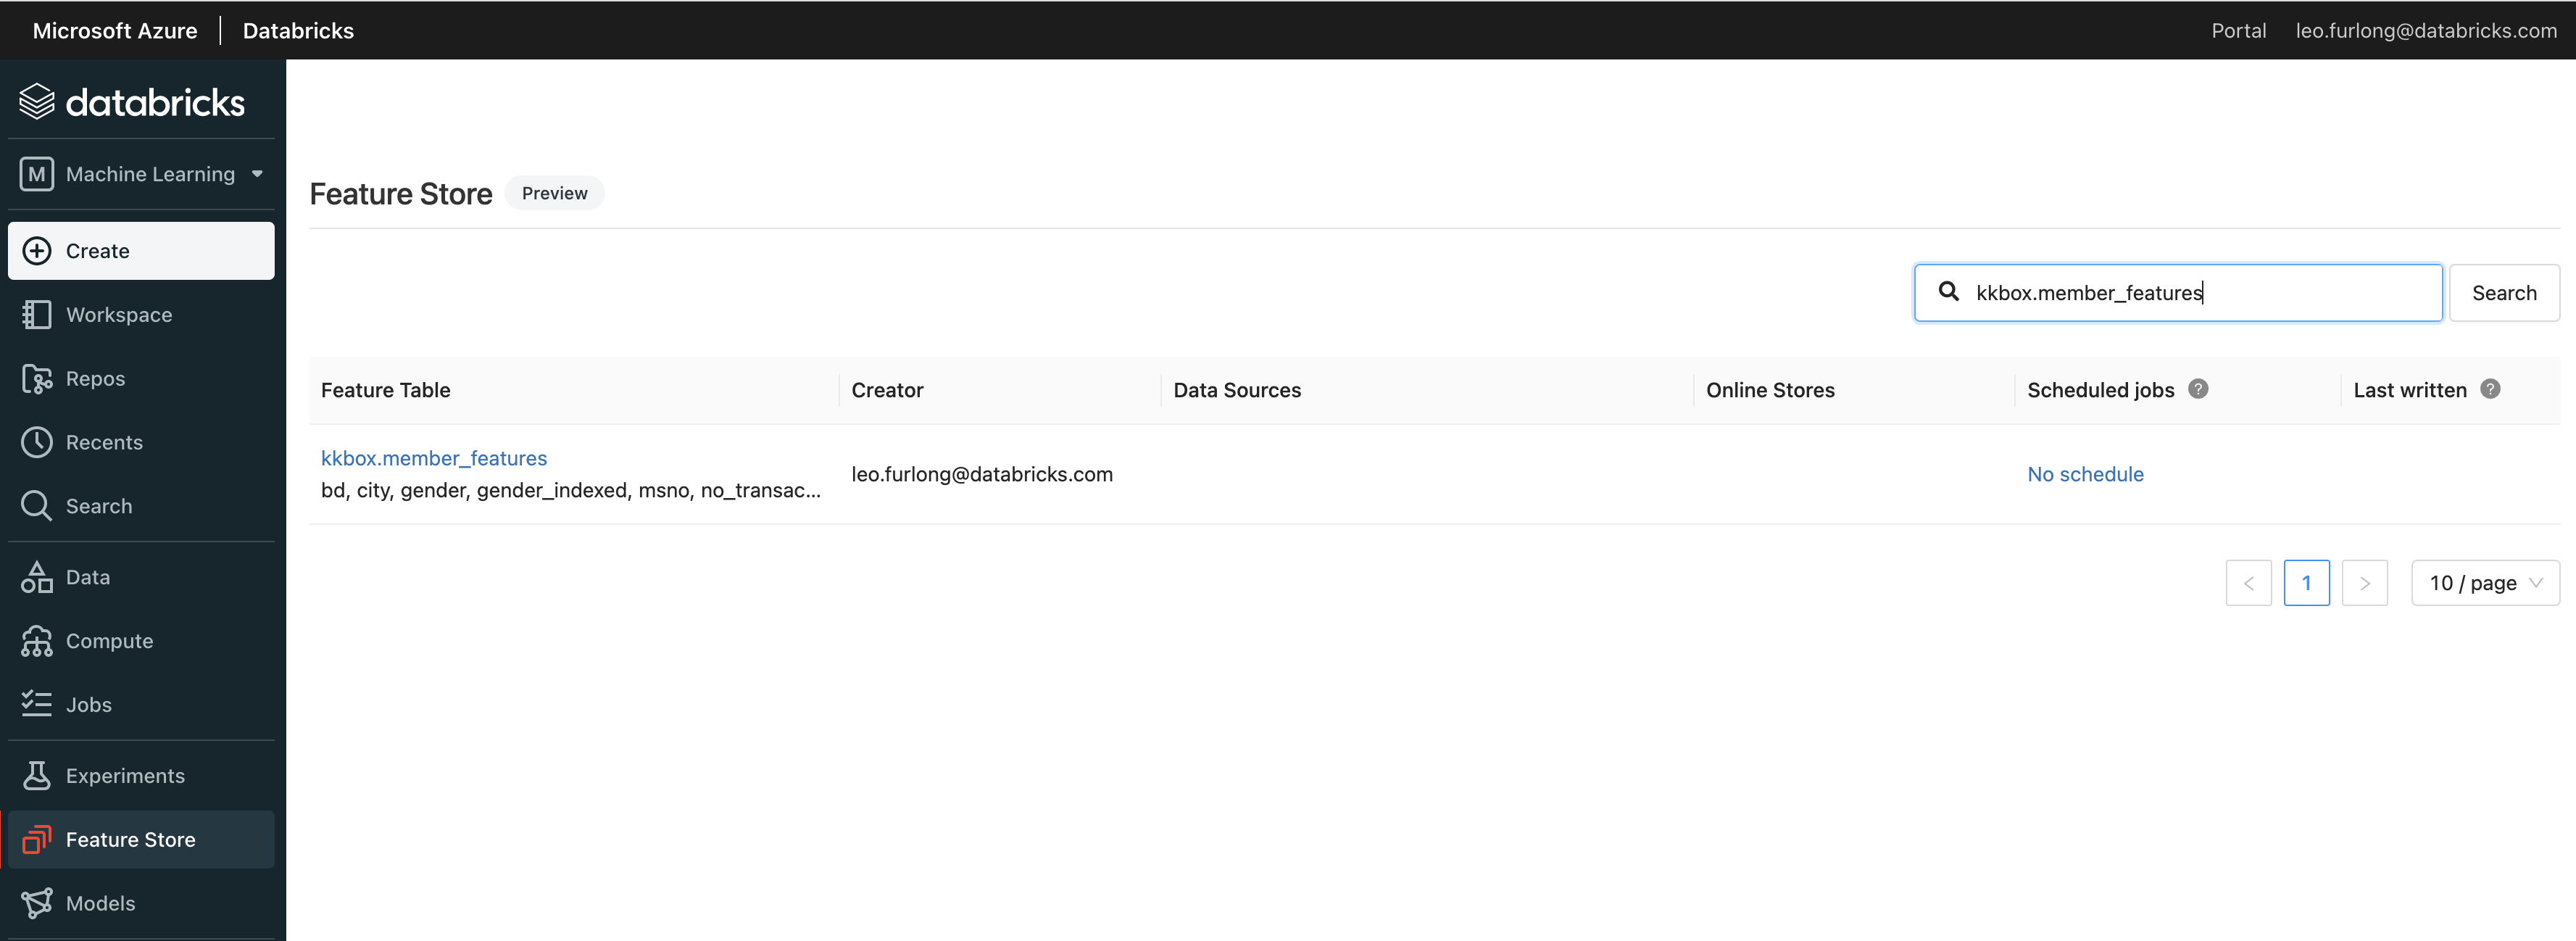 Microsoft Azure Databricks Portal leo.furlong@databricks.com
databricks
M Machine Learning
Create
Workspace
Repos
Recents
Search
Data
Compute
Jobs
Experiments
Feature Store
Models
Feature Store Preview
kkbox.member_features Search
Feature Table Creator Data Sources Online Stores Scheduled jobs ? Last written ?
kkbox.member_features
bd, city, gender, gender_indexed, msno, no_transac... leo.furlong@databricks.com No schedule
< 1 > 10 / page